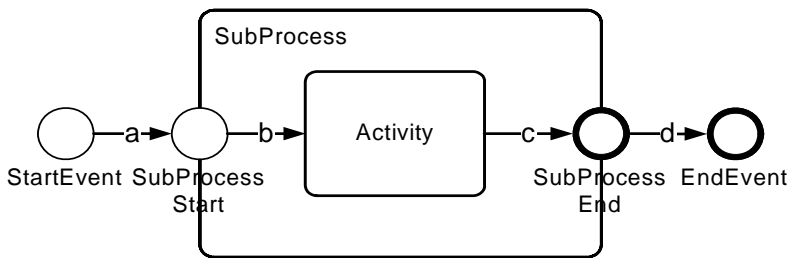 SubProcess
Activity
a
b
c
d
StartEvent
SubProcess
Start
SubProcess
End
EndEvent